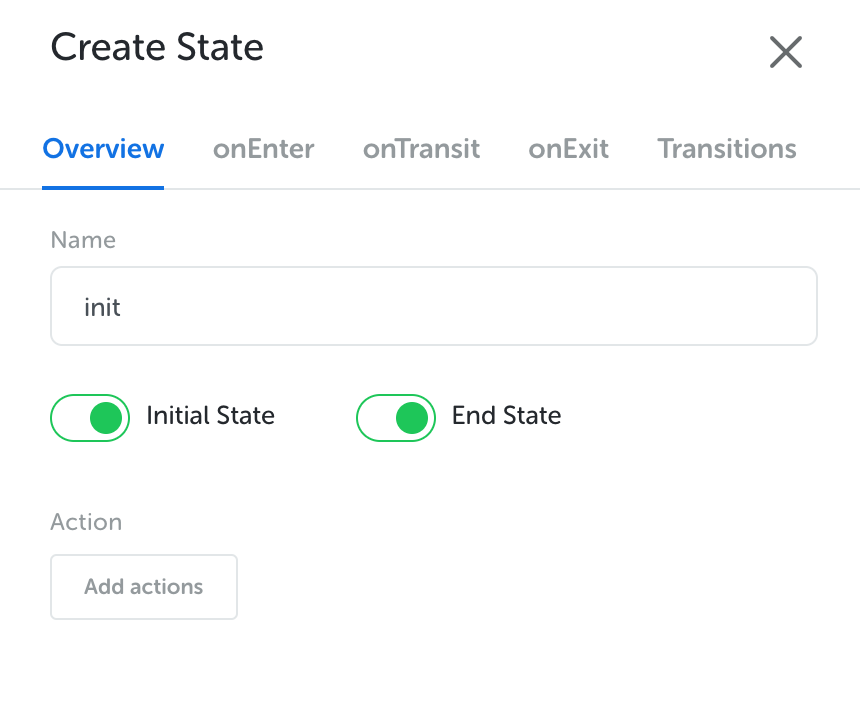 Create State
Overview onEnter onTransit onExit Transitions
Name
init
Initial State End State
Action
Add actions